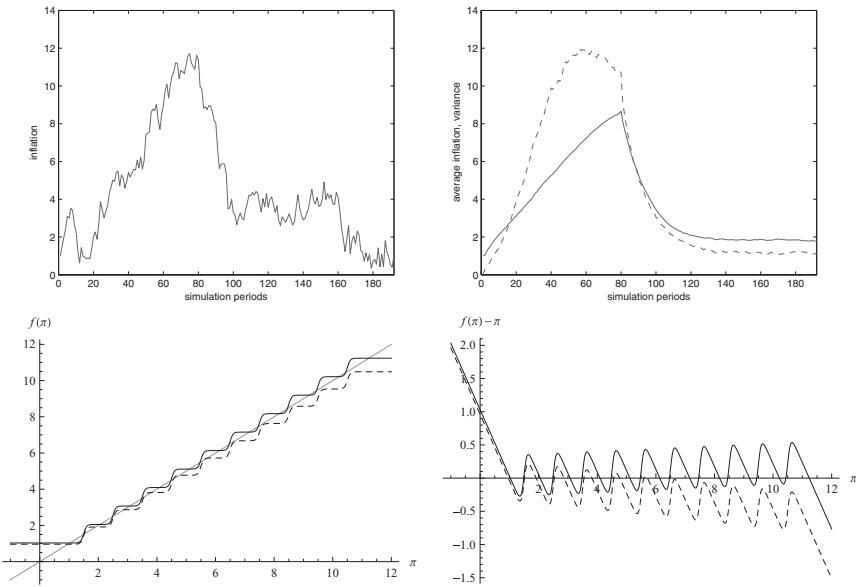 14
12
10
8
6
4
2
0
inflation
0 20 40 60 80 100 120 140 160 180
simulation periods
14
12
10
8
6
4
2
0
average inflation, variance
0 20 40 60 80 100 120 140 160 180
simulation periods
f(π)
12
10
8
6
4
2
2 4 6 8 10 12 π
f(π) – π
2.0
1.5
1.0
0.5
−0.5
−1.0
−1.5
2 4 6 8 10 12 π